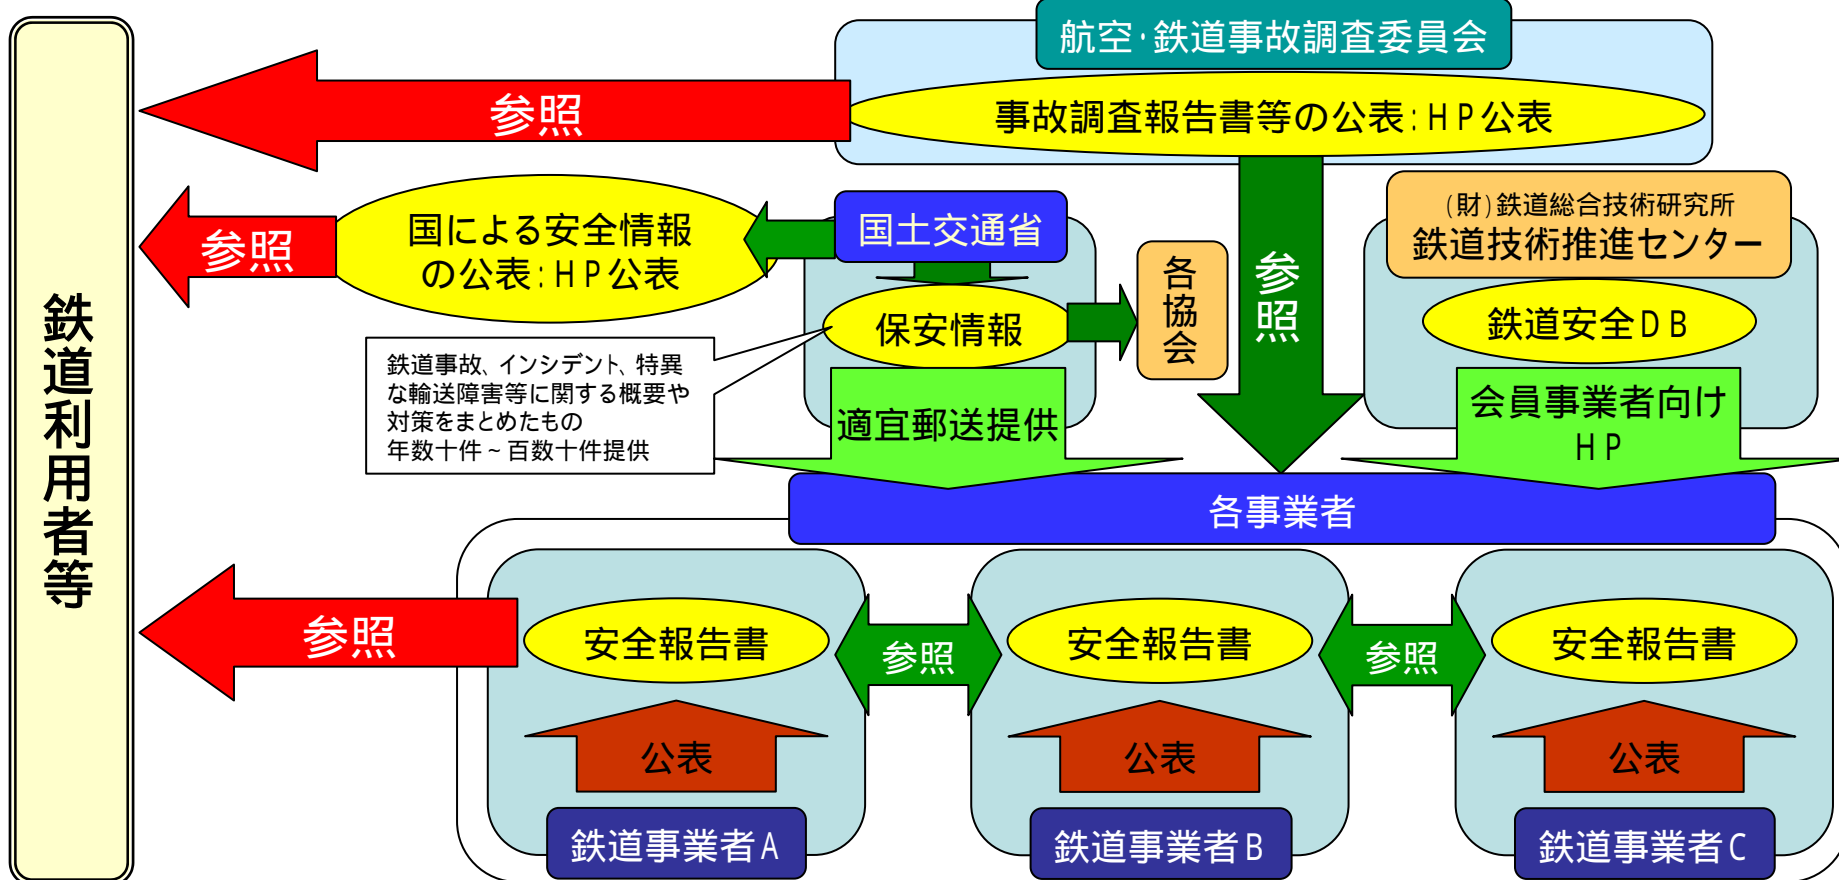 航空・鉄道事故調査委員会
参照
事故調査報告書等の公表：ＨＰ公表
国による安全情報
の公表：ＨＰ公表
参照
国土交通省
保安情報
各協会
参照
（財）鉄道総合技術研究所
鉄道技術推進センター
鉄道安全ＤＢ
鉄道事故、インシデント、特異
な輸送障害等に関する概要や
対策をまとめたもの
年数十件～百数十件提供
適宜郵送提供
会員事業者向け
ＨＰ
鉄道利用者等
各事業者
参照
安全報告書
参照
安全報告書
参照
安全報告書
公表
公表
公表
鉄道事業者Ａ
鉄道事業者Ｂ
鉄道事業者Ｃ